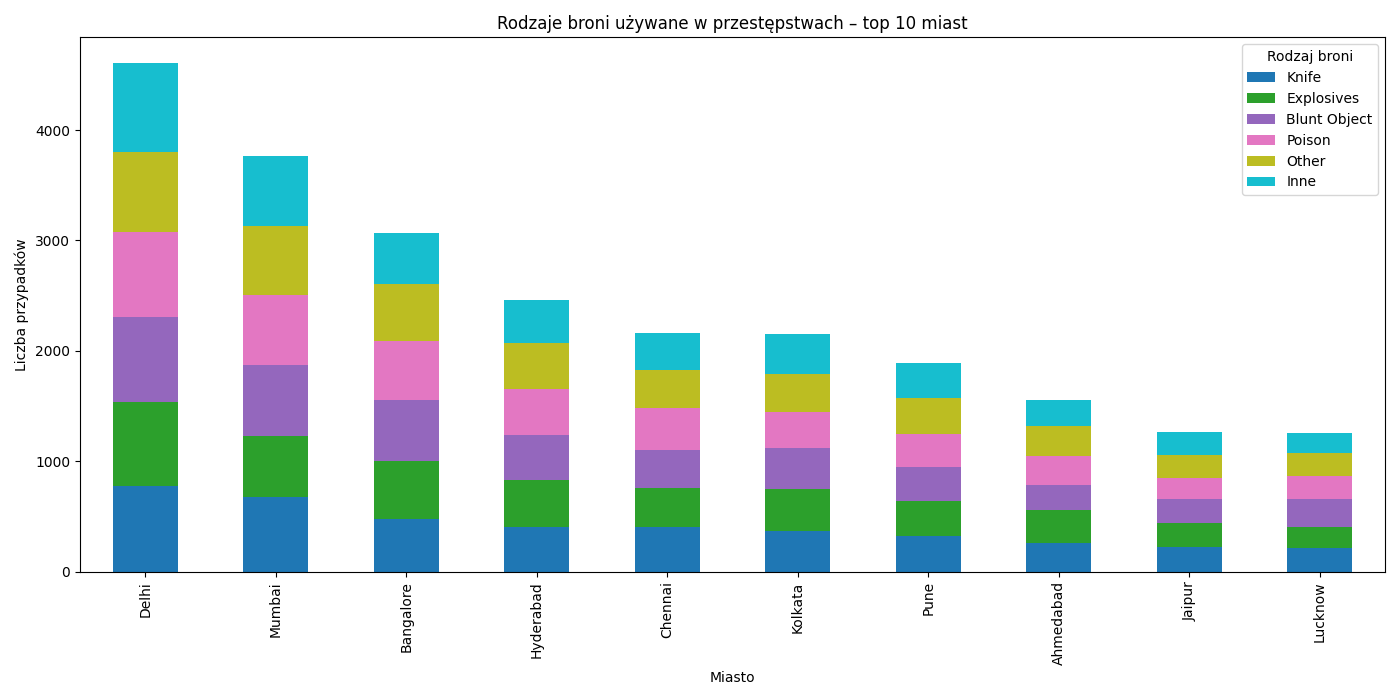 Rodzaje broni używane w przestępstwach – top 10 miast
Rodzaj broni
Knife
Explosives
Blunt Object
Poison
Other
Inne
Liczba przypadków
4000
3000
2000
1000
0
Delhi
Mumbai
Bangalore
Hyderabad
Chennai
Kolkata
Pune
Ahmedabad
Jaipur
Lucknow
Miasto